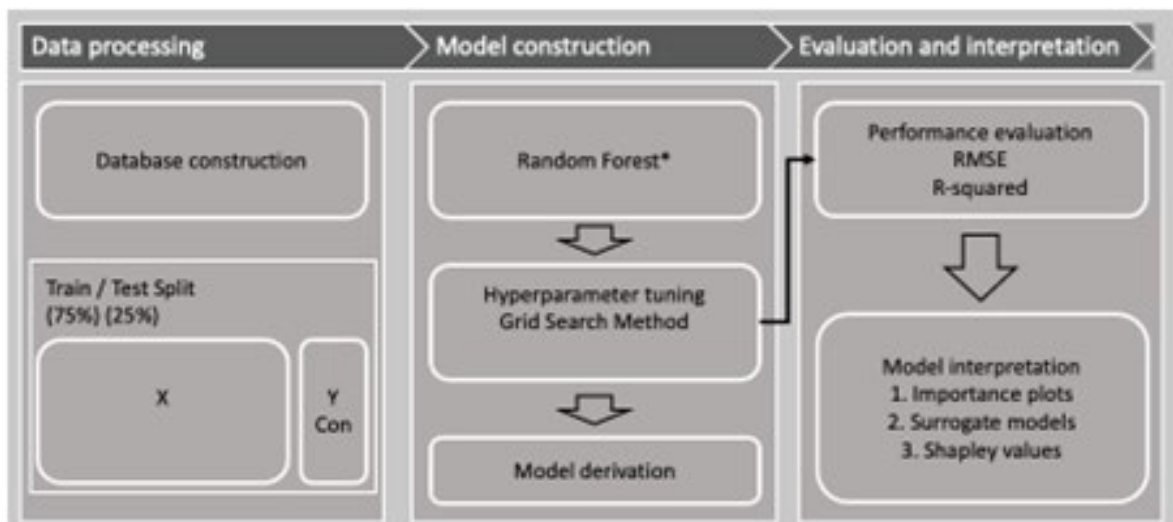 Data processing
Model construction
Evaluation and interpretation
Database construction
Train / Test Split
(75%) (25%)
X
Y
Con
Random Forest*
Hyperparameter tuning
Grid Search Method
Model derivation
Performance evaluation
RMSE
R-squared
Model interpretation
1. Importance plots
2. Surrogate models
3. Shapley values